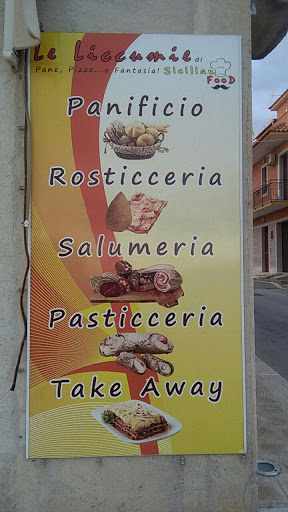 Le Liccumie di
Pane, Pizza...e Fantasia! Sicilian
FooD
Panificio
Rosticceria
Salumeria
Pasticceria
Take Away